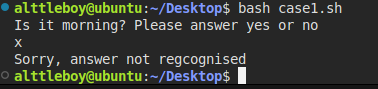 alttleboy@ubuntu:~/Desktop$ bash case1.sh
Is it morning? Please answer yes or no
x
Sorry, answer not regcognised
alttleboy@ubuntu:~/Desktop$